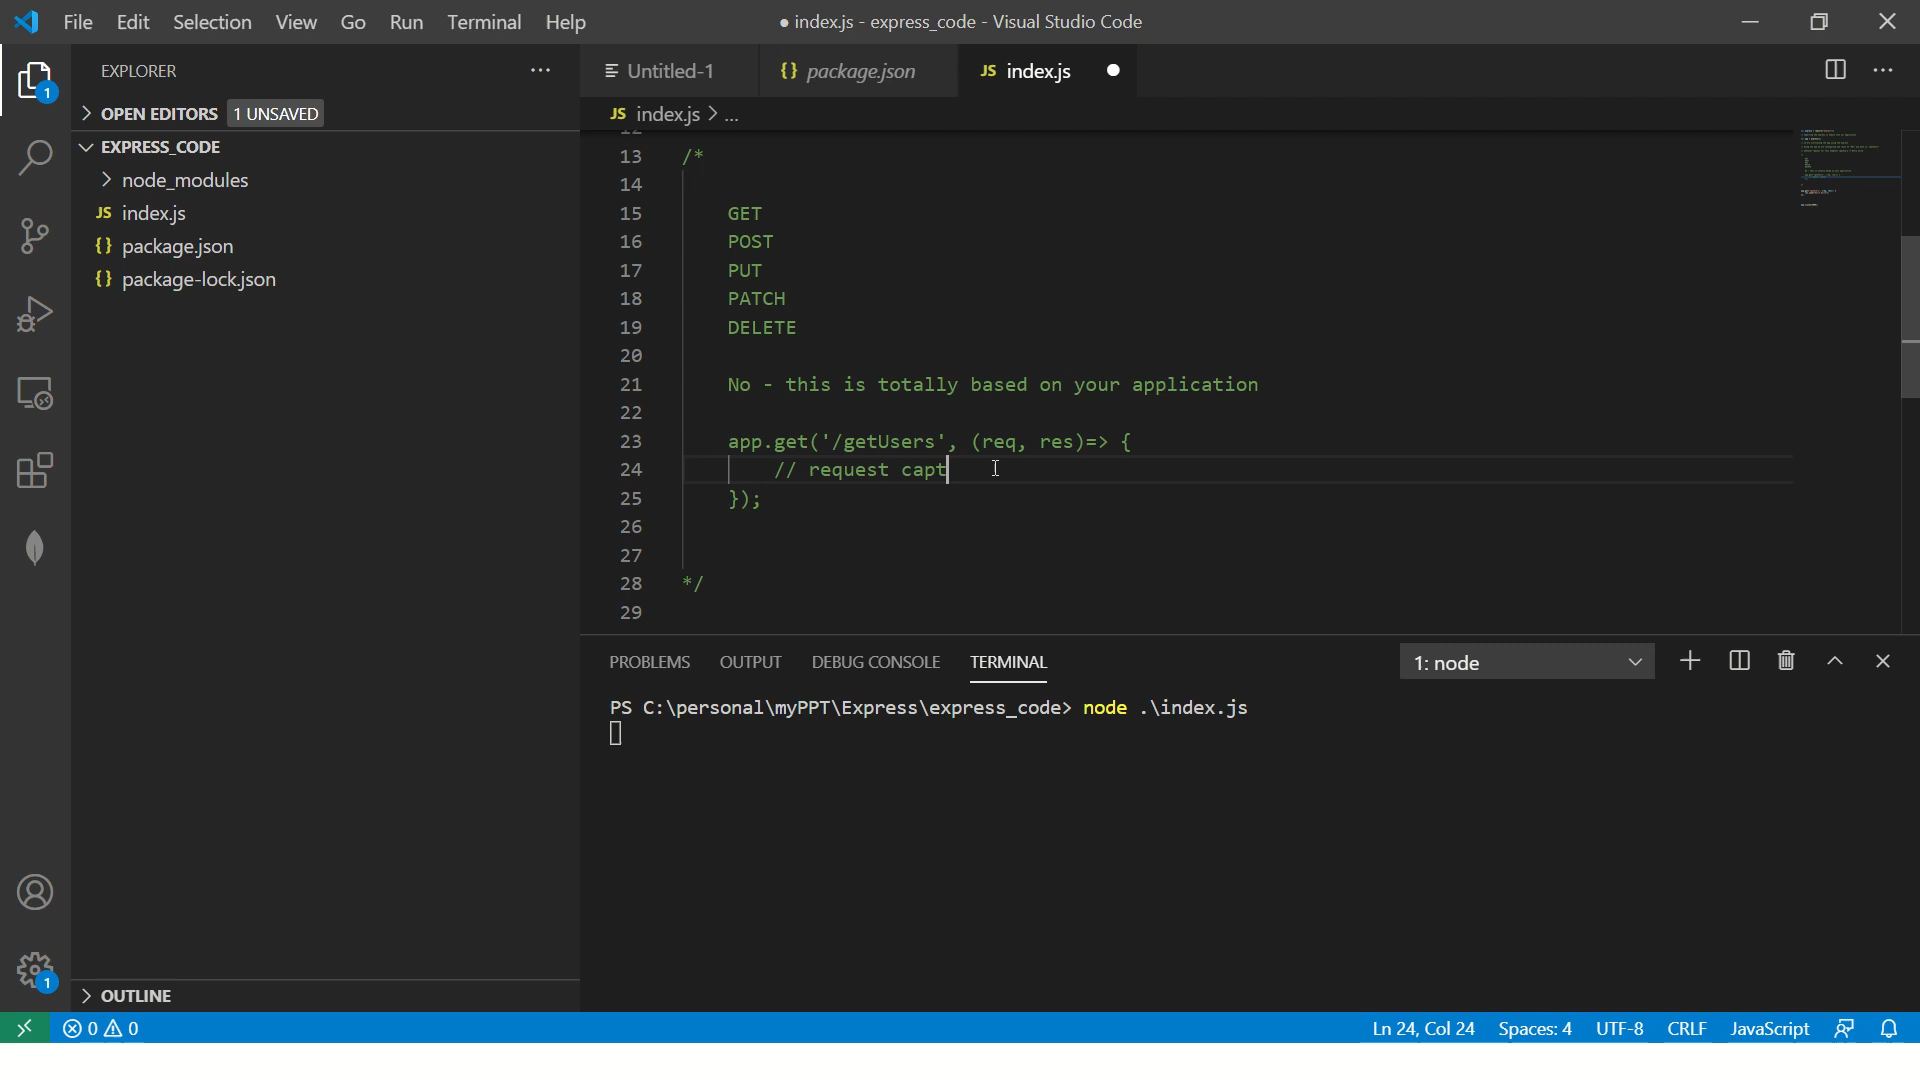 File Edit Selection View Go Run Terminal Help
● index.js - express_code - Visual Studio Code
EXPLORER
OPEN EDITORS 1 UNSAVED
EXPRESS_CODE
node_modules
JS index.js
{} package.json
{} package-lock.json
OUTLINE
1
1
Untitled-1
{} package.json
JS index.js
JS index.js > ...
13 /*
14
15 GET
16 POST
17 PUT
18 PATCH
19 DELETE
20
21 No - this is totally based on your application
22
23 app.get('/getUsers', (req, res)=> {
24 // request capt
25 });
26
27
28 */
29
PROBLEMS OUTPUT DEBUG CONSOLE TERMINAL
1: node
PS C:\personal\myPPT\Express\express_code> node .\index.js
0 0
Ln 24, Col 24 Spaces: 4 UTF-8 CRLF JavaScript